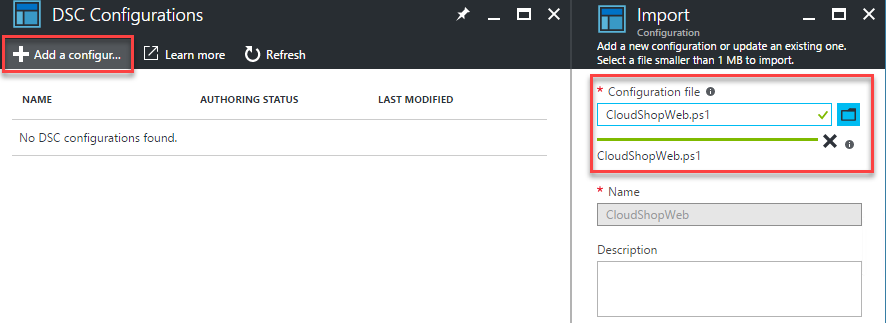 DSC Configurations
Add a configur...
Learn more
Refresh
NAME
AUTHORING STATUS
LAST MODIFIED
No DSC configurations found.
Import
Configuration
Add a new configuration or update an existing one.
Select a file smaller than 1 MB to import.
* Configuration file
CloudShopWeb.ps1
CloudShopWeb.ps1
* Name
CloudShopWeb
Description